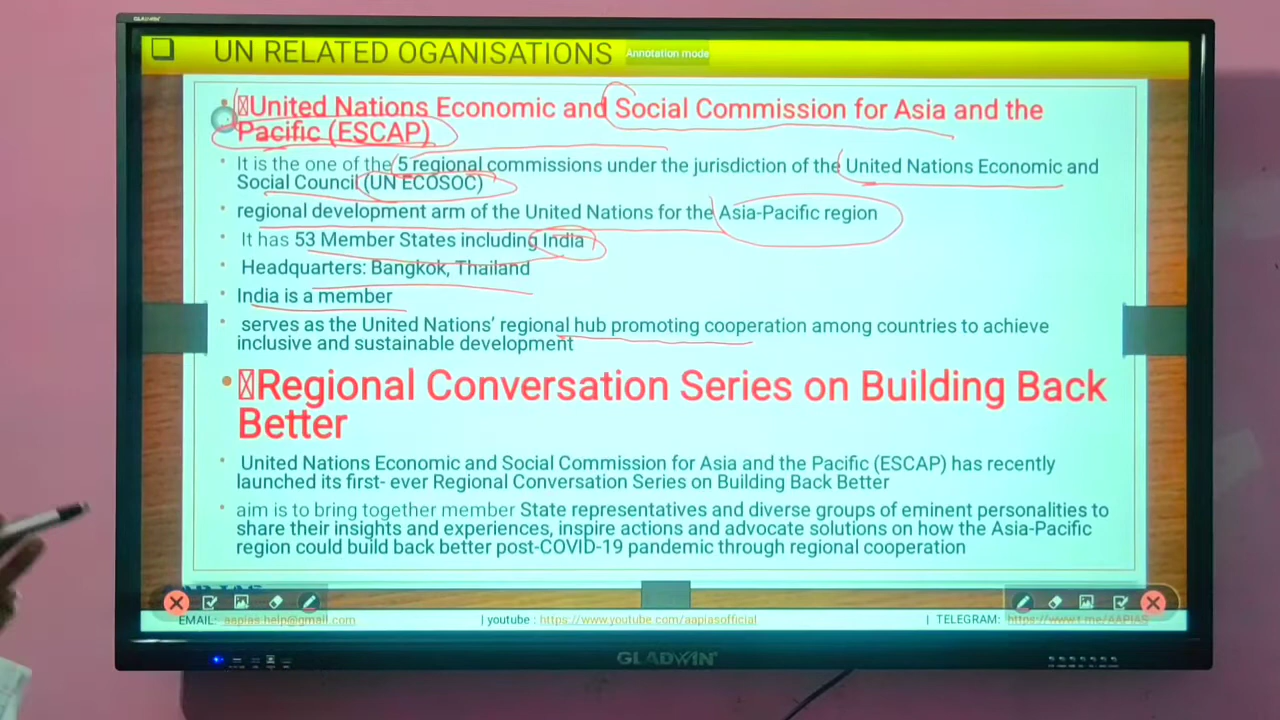 GLADWIN
UN RELATED OGANISATIONS
Annotation mode
United Nations Economic and Social Commission for Asia and the
Pacific (ESCAP)
It is the one of the 5 regional commissions under the jurisdiction of the United Nations Economic and
Social Council (UN ECOSOC)
regional development arm of the United Nations for the Asia-Pacific region
It has 53 Member States including India
Headquarters: Bangkok, Thailand
India is a member
serves as the United Nations’ regional hub promoting cooperation among countries to achieve
inclusive and sustainable development
Regional Conversation Series on Building Back
Better
United Nations Economic and Social Commission for Asia and the Pacific (ESCAP) has recently
launched its first- ever Regional Conversation Series on Building Back Better
aim is to bring together member State representatives and diverse groups of eminent personalities to
share their insights and experiences, inspire actions and advocate solutions on how the Asia-Pacific
region could build back better post-COVID-19 pandemic through regional cooperation
EMAIL: aapias.help@gmail.com | youtube : https://www.youtube.com/aapiasofficial | TELEGRAM: https://www.t.me/AAPIAS
GLADWIN